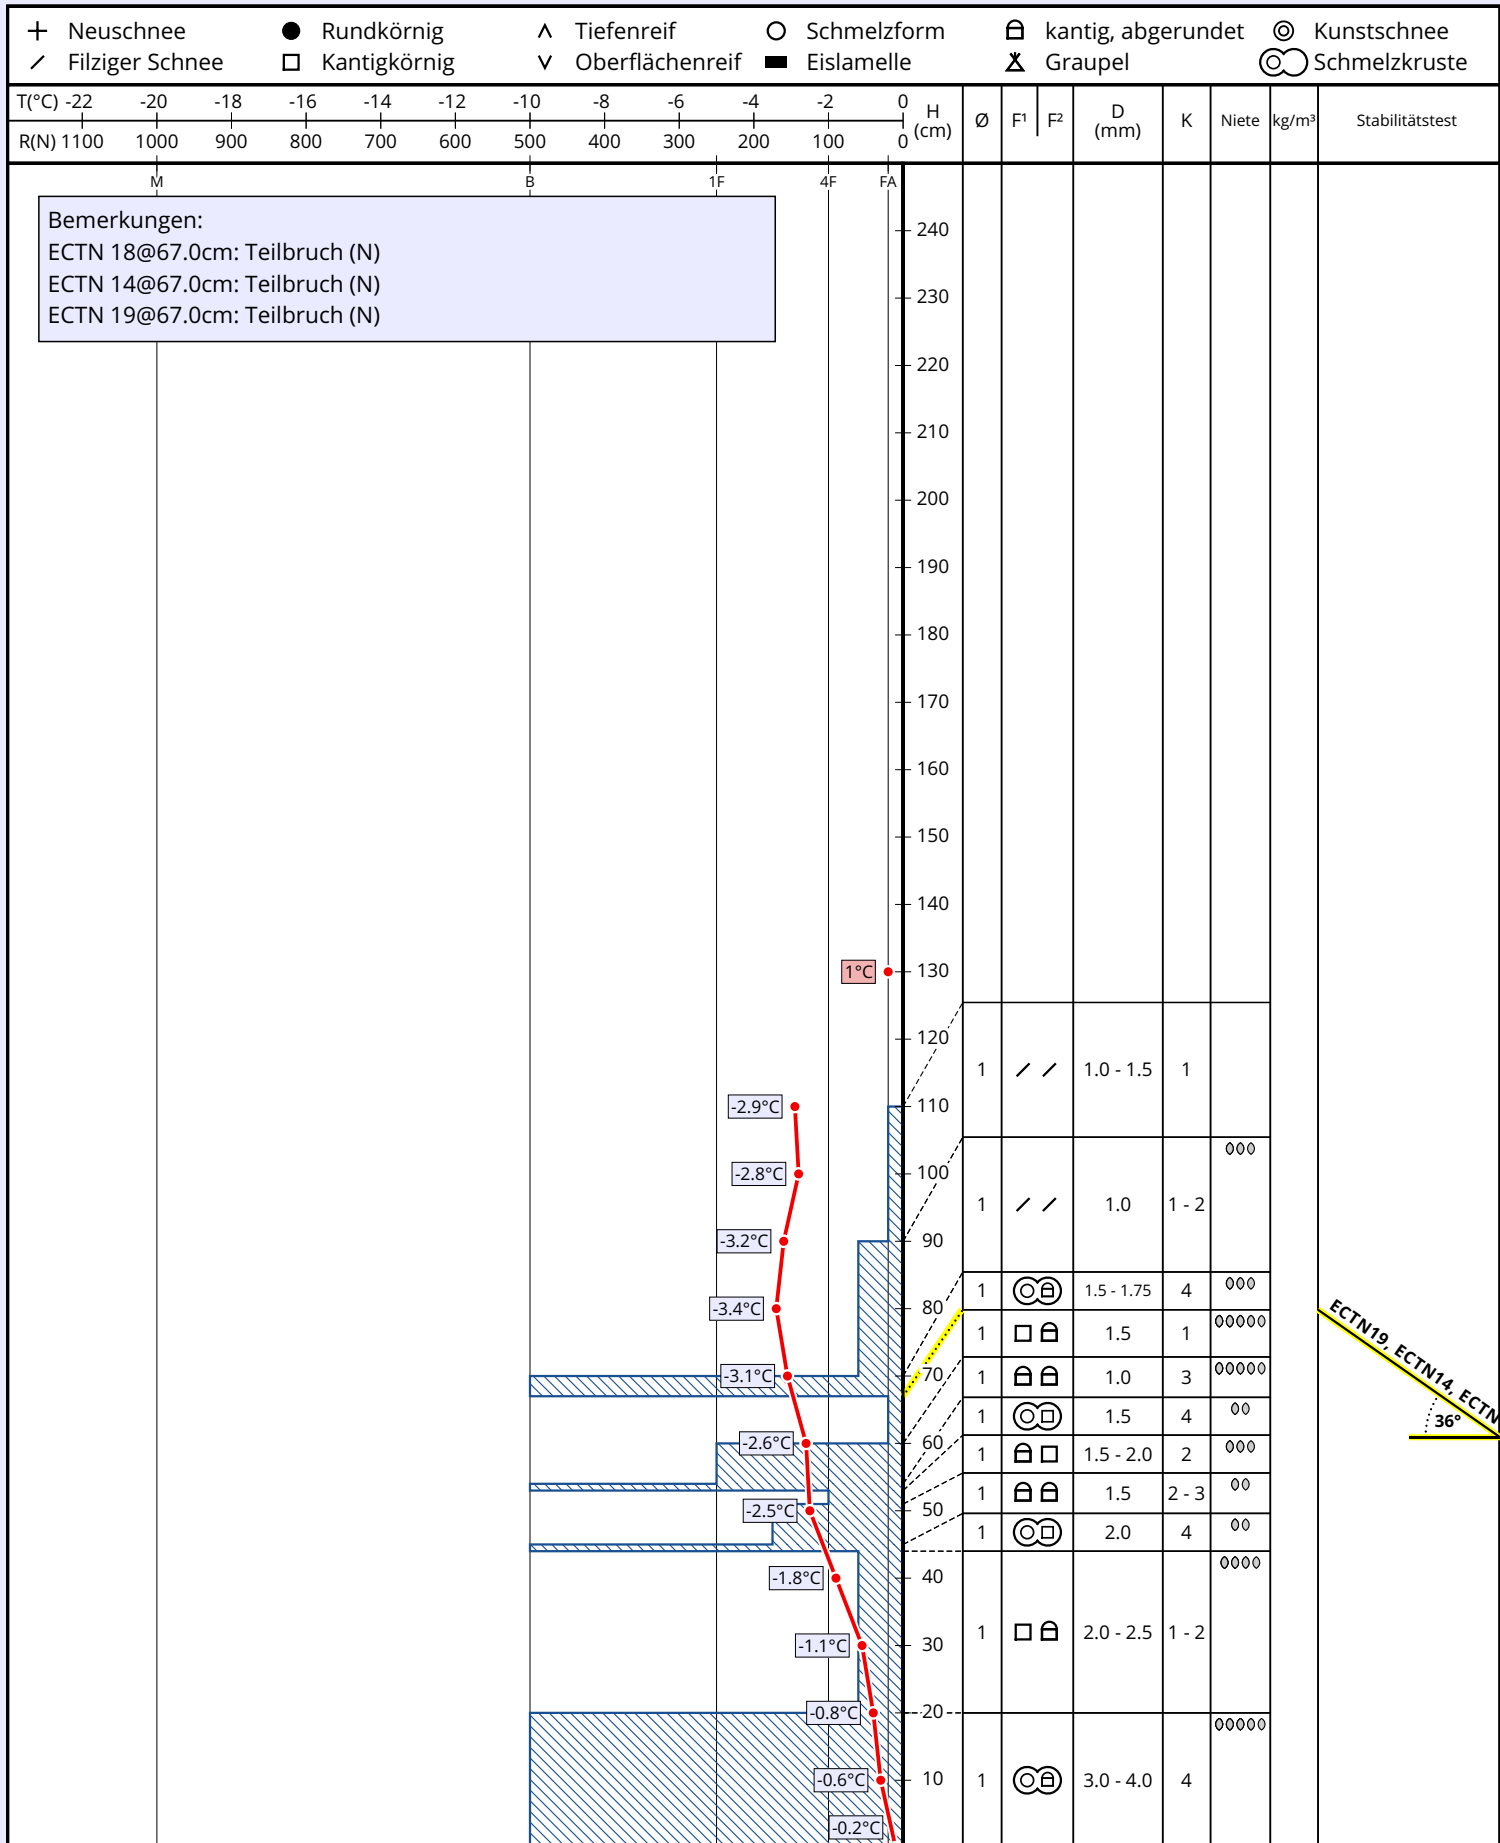 Neuschnee Rundkörnig Tiefenreif Schmelzform kantig, abgerundet Kunstschnee
Filziger Schnee Kantigkörnig Oberflächenreif Eislamelle Graupel Schmelzkruste
T(°C) -22 -20 -18 -16 -14 -12 -10 -8 -6 -4 -2 0
R(N) 1100 1000 900 800 700 600 500 400 300 200 100 0
H (cm) Ø F¹ F² D (mm) K Niete kg/m³ Stabilitätstest
M B 1F 4F FA
Bemerkungen:
ECTN 18@67.0cm: Teilbruch (N)
ECTN 14@67.0cm: Teilbruch (N)
ECTN 19@67.0cm: Teilbruch (N)
240
230
220
210
200
190
180
170
160
150
140
1°C 130
120
1 1.0 - 1.5 1
-2.9°C 110
-2.8°C 100
1 1.0 1 - 2
-3.2°C 90
1 1.5 - 1.75 4
-3.4°C 80
1 1.5 1
ECTN19, ECTN14, ECTN
-3.1°C 70
1 1.0 3
1 1.5 4
36°
-2.6°C 60
1 1.5 - 2.0 2
1 1.5 2 - 3
-2.5°C 50
1 2.0 4
-1.8°C 40
1 2.0 - 2.5 1 - 2
-1.1°C 30
-0.8°C 20
-0.6°C 10
1 3.0 - 4.0 4
-0.2°C